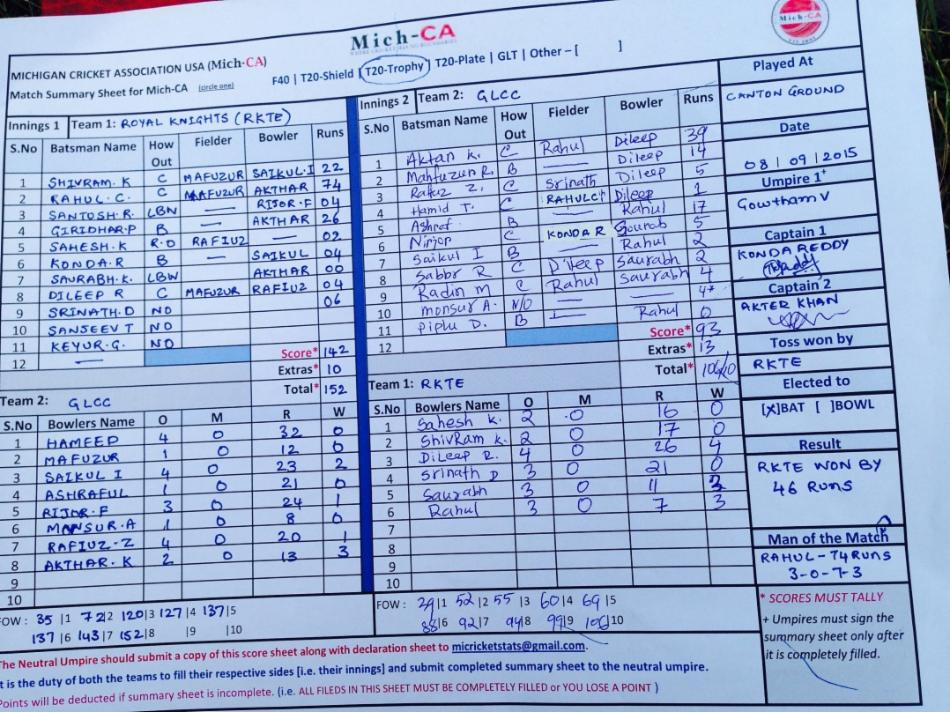 Mich-CA
Mich-CA
MICHIGAN CRICKET ASSOCIATION USA (Mich-CA)
Match Summary Sheet for Mich-CA (circle one) F40 | T20-Shield | T20-Trophy | T20-Plate | GLT | Other – [ ]
Innings 1 Team 1: ROYAL KNIGHTS (RKTE)
S.No Batsman Name How Out Fielder Bowler Runs
1 SHIVRAM. K C MAFUZUR SAIKUL.I 22
2 RAHUL. C. C MAFUZUR AKTHAR 74
3 SANTOSH. R. LBW — RIJOR.F 04
4 GIRIDHAR. P B — AKTHAR 26
5 SAHESH. K R.O RAFIUZ — 02
6 KONDA. R B — SAIKUL 04
7 SAURABH. K. LBW AKTHAR 00
8 DILEEP R C MAFUZUR RAFIUZ 04
9 SRINATH. D NO 06
10 SANSEEV T NO
11 KEYUR. G. NO
12 —
Score* 142
Extras* 10
Total* 152
Team 2: GLCC
S.No Bowlers Name O M R W
1 HAMEED 4 0 32 0
2 MAFUZUR 1 0 12 0
3 SAIKUL I 4 0 23 2
4 ASHRAFUL 1 0 21 0
5 RIJOR. F 3 0 24 1
6 MANSUR. A 1 0 8 0
7 RAFIUZ. Z 4 0 20 1
8 AKTHAR. K 2 0 13 3
9
10
FOW : 35 |1 72|2 120|3 127|4 137|5
137|6 143|7 152|8 |9 |10
Innings 2 Team 2: GLCC
S.No Batsman Name How Out Fielder Bowler Runs
1 Aktan K. C Rahul Dileep 39
2 Mahfuzur R. B — Dileep 14
3 Rafuz Z. C Srinath Dileep 5
4 Hamid T. C RAHUL C Dileep 1
5 Ashraf B — Rahul 17
6 Nirjor C KONDA R Sourab 5
7 Saikul I B — Rahul 2
8 Sabbr R C Dileep Saurabh 2
9 Radin M C Rahul Saurabh 4
10 monsur A. N/O — — 4*
11 Piplu D. B — Rahul 0
12
Score* 93
Extras* 13
Total* 106/10
Team 1: RKTE
S.No Bowlers Name O M R W
1 Sahesh K 2 0 16 0
2 ShivRam K. 2 0 17 0
3 DiLeep R. 4 0 26 4
4 Srinath D 3 0 21 0
5 Saurabh 3 0 11 3
6 Rahul 3 0 7 3
7
8
9
10
FOW : 29|1 52|2 55|3 60|4 69|5
88|6 92|7 94|8 99|9 106|10
Played At
CANTON GROUND
Date
08 | 09 | 2015
Umpire 1+
Gowtham V
Captain 1
KONDA REDDY
Captain 2
AKTER KHAN
Toss won by
RKTE
Elected to
[X]BAT [ ]BOWL
Result
RKTE WON BY
46 RUNS
Man of the Match
RAHUL - 74 RUNS
3-0-7-3
* SCORES MUST TALLY
+ Umpires must sign the
summary sheet only after
it is completely filled.
The Neutral Umpire should submit a copy of this score sheet along with declaration sheet to micricketstats@gmail.com.
It is the duty of both the teams to fill their respective sides [i.e. their innings] and submit completed summary sheet to the neutral umpire.
Points will be deducted if summary sheet is incomplete. (i.e. ALL FILEDS IN THIS SHEET MUST BE COMPLETELY FILLED or YOU LOSE A POINT )